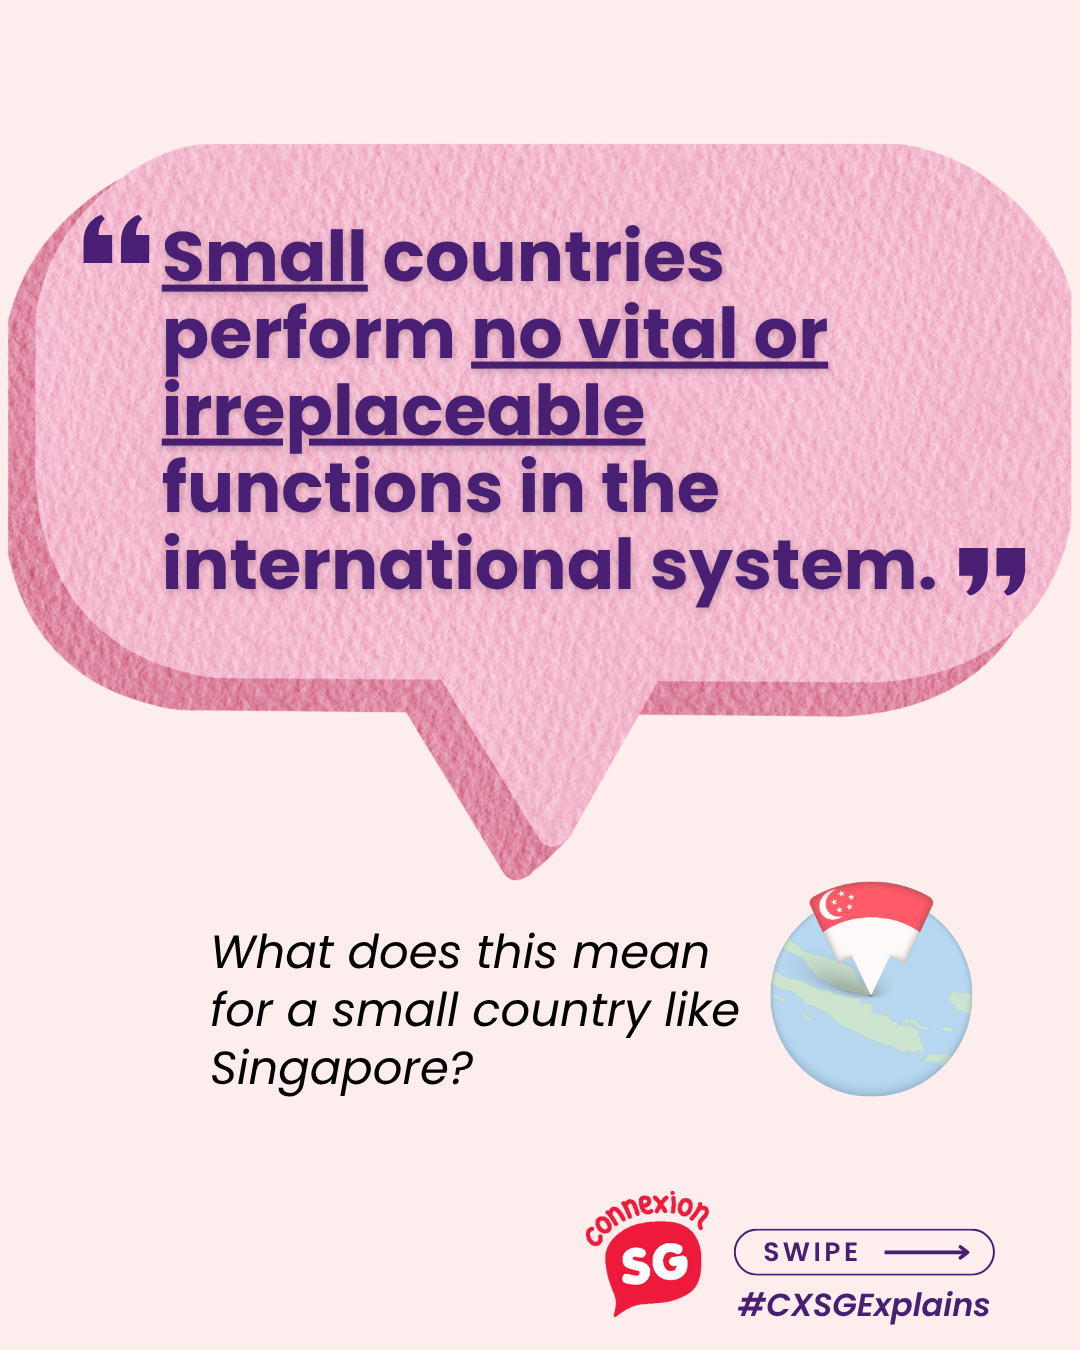 “Small countries
perform no vital or
irreplaceable
functions in the
international system.”
What does this mean
for a small country like
Singapore?
connexion
SG
SWIPE
#CXSGExplains